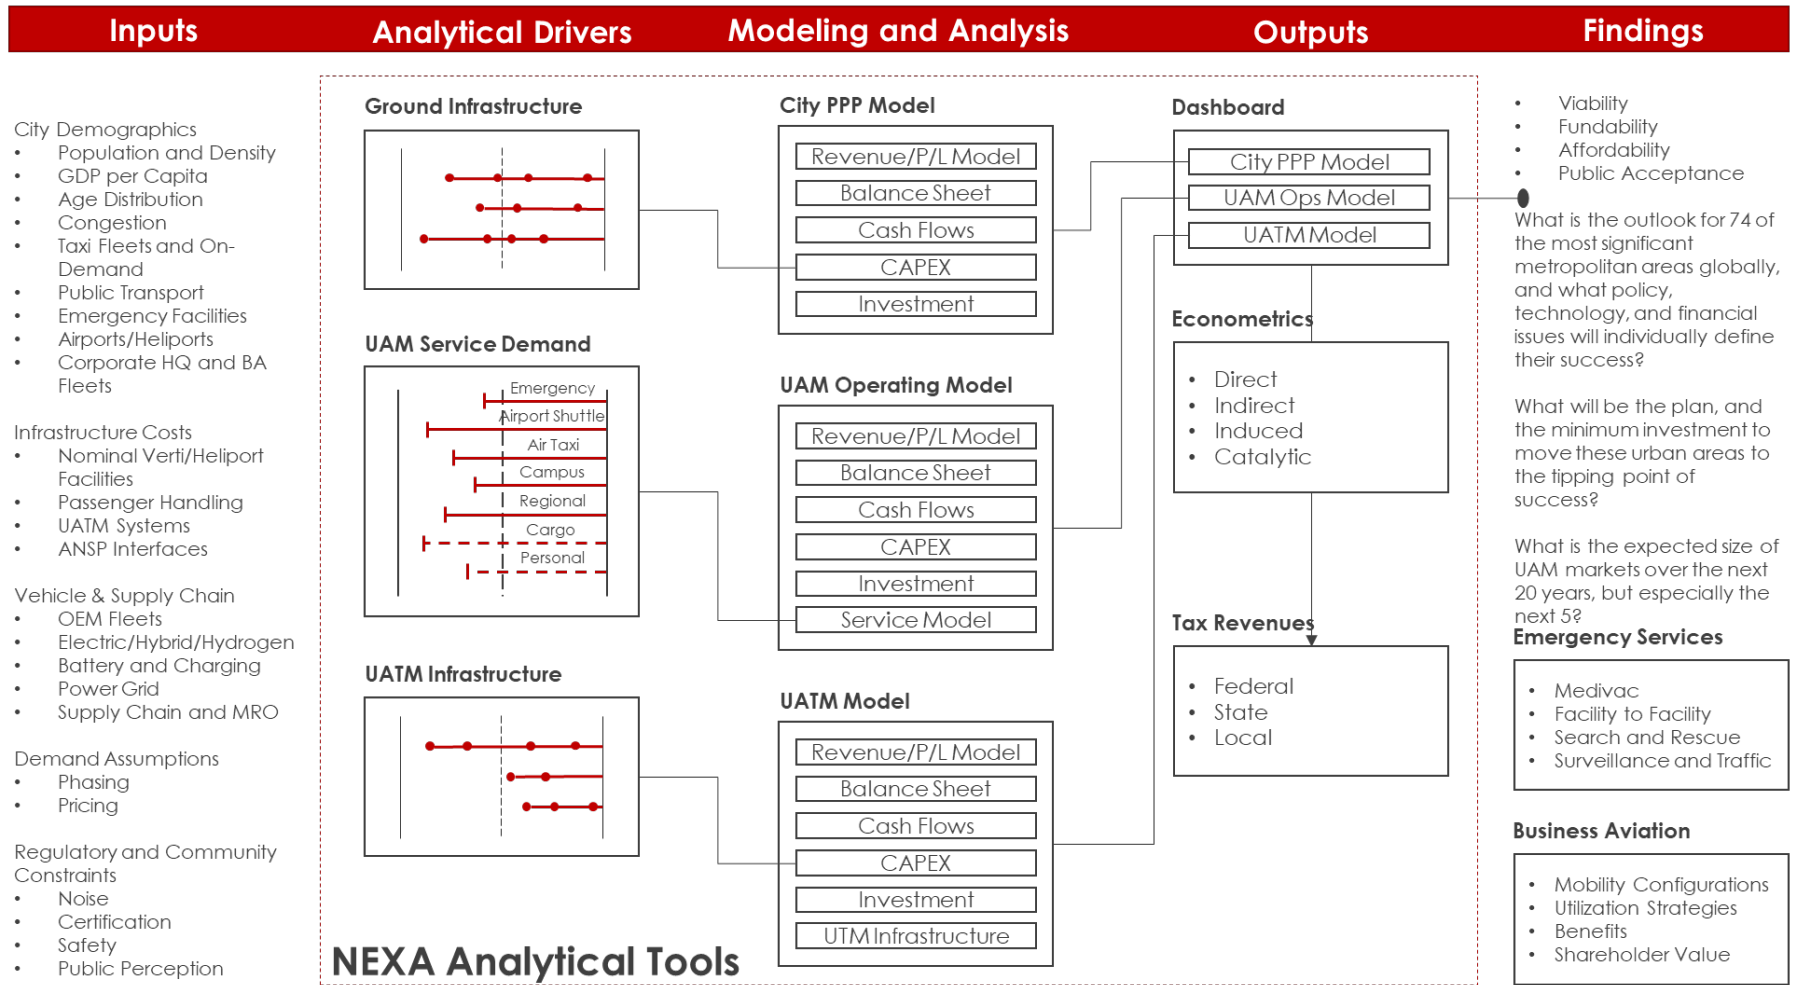 Inputs
Analytical Drivers
Modeling and Analysis
Outputs
Findings
City Demographics
• Population and Density
• GDP per Capita
• Age Distribution
• Congestion
• Taxi Fleets and On-
Demand
• Public Transport
• Emergency Facilities
• Airports/Heliports
• Corporate HQ and BA
Fleets
Infrastructure Costs
• Nominal Verti/Heliport
Facilities
• Passenger Handling
• UATM Systems
• ANSP Interfaces
Vehicle & Supply Chain
• OEM Fleets
• Electric/Hybrid/Hydrogen
• Battery and Charging
• Power Grid
• Supply Chain and MRO
Demand Assumptions
• Phasing
• Pricing
Regulatory and Community
Constraints
• Noise
• Certification
• Safety
• Public Perception
Ground Infrastructure
UAM Service Demand
Emergency
Airport Shuttle
Air Taxi
Campus
Regional
Cargo
Personal
UATM Infrastructure
NEXA Analytical Tools
City PPP Model
Revenue/P/L Model
Balance Sheet
Cash Flows
CAPEX
Investment
UAM Operating Model
Revenue/P/L Model
Balance Sheet
Cash Flows
CAPEX
Investment
Service Model
UATM Model
Revenue/P/L Model
Balance Sheet
Cash Flows
CAPEX
Investment
UTM Infrastructure
Dashboard
City PPP Model
UAM Ops Model
UATM Model
Econometrics
• Direct
• Indirect
• Induced
• Catalytic
Tax Revenues
• Federal
• State
• Local
• Viability
• Fundability
• Affordability
• Public Acceptance
What is the outlook for 74 of
the most significant
metropolitan areas globally,
and what policy,
technology, and financial
issues will individually define
their success?
What will be the plan, and
the minimum investment to
move these urban areas to
the tipping point of
success?
What is the expected size of
UAM markets over the next
20 years, but especially the
next 5?
Emergency Services
• Medivac
• Facility to Facility
• Search and Rescue
• Surveillance and Traffic
Business Aviation
• Mobility Configurations
• Utilization Strategies
• Benefits
• Shareholder Value